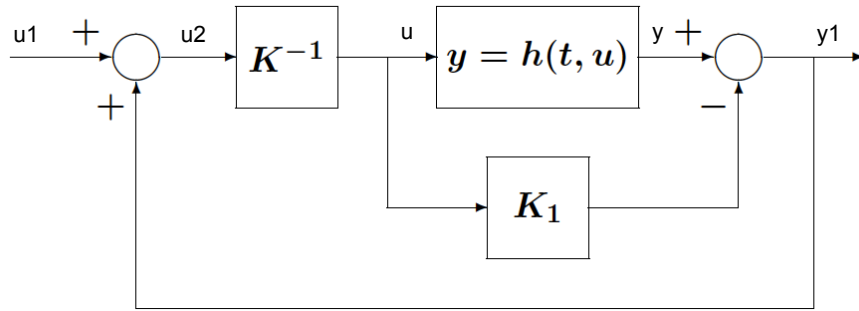 u1 + u2 K⁻¹ u y = h(t, u) y + y1
+ −
K₁